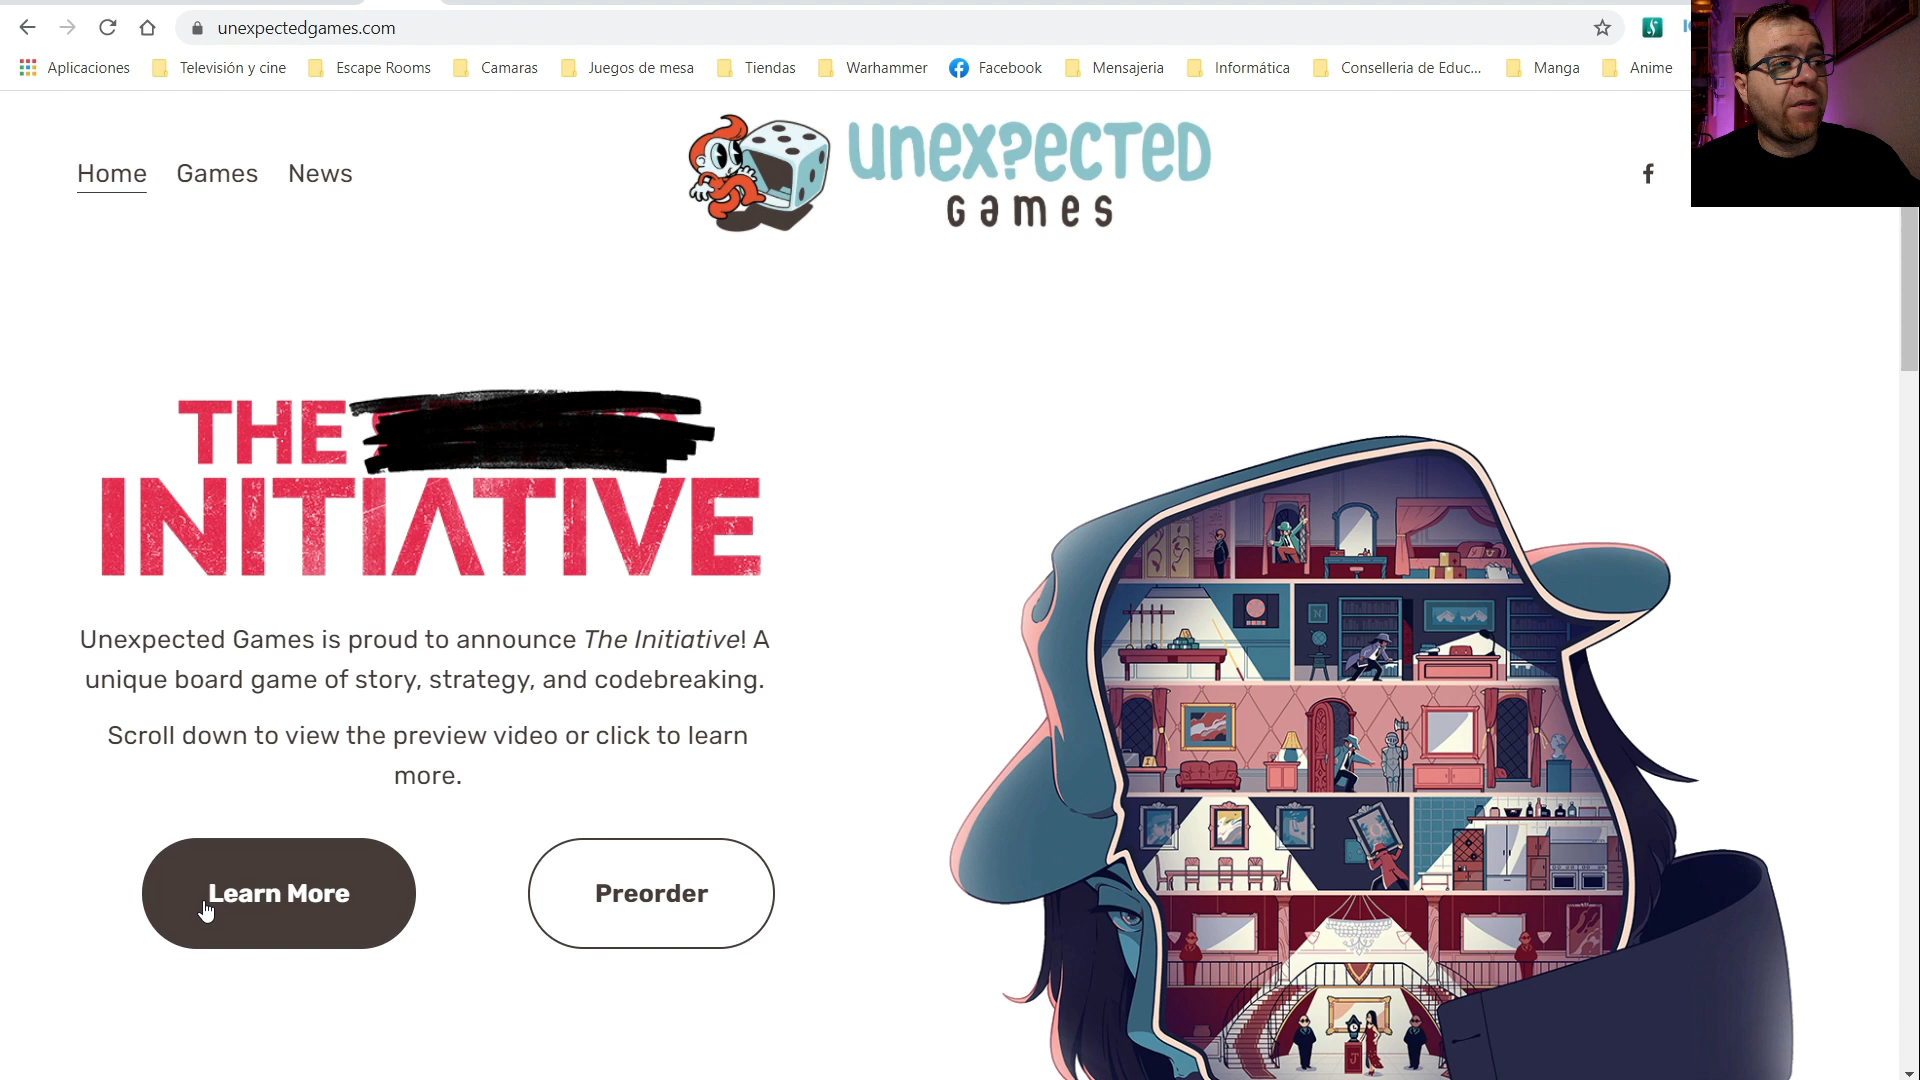 unexpectedgames.com
Aplicaciones Televisión y cine Escape Rooms Camaras Juegos de mesa Tiendas Warhammer Facebook Mensajeria Informática Conselleria de Educ... Manga Anime
Home Games News
unex?ecteD
games
THE
INITIATIVE
Unexpected Games is proud to announce The Initiative! A
unique board game of story, strategy, and codebreaking.
Scroll down to view the preview video or click to learn
more.
Learn More Preorder